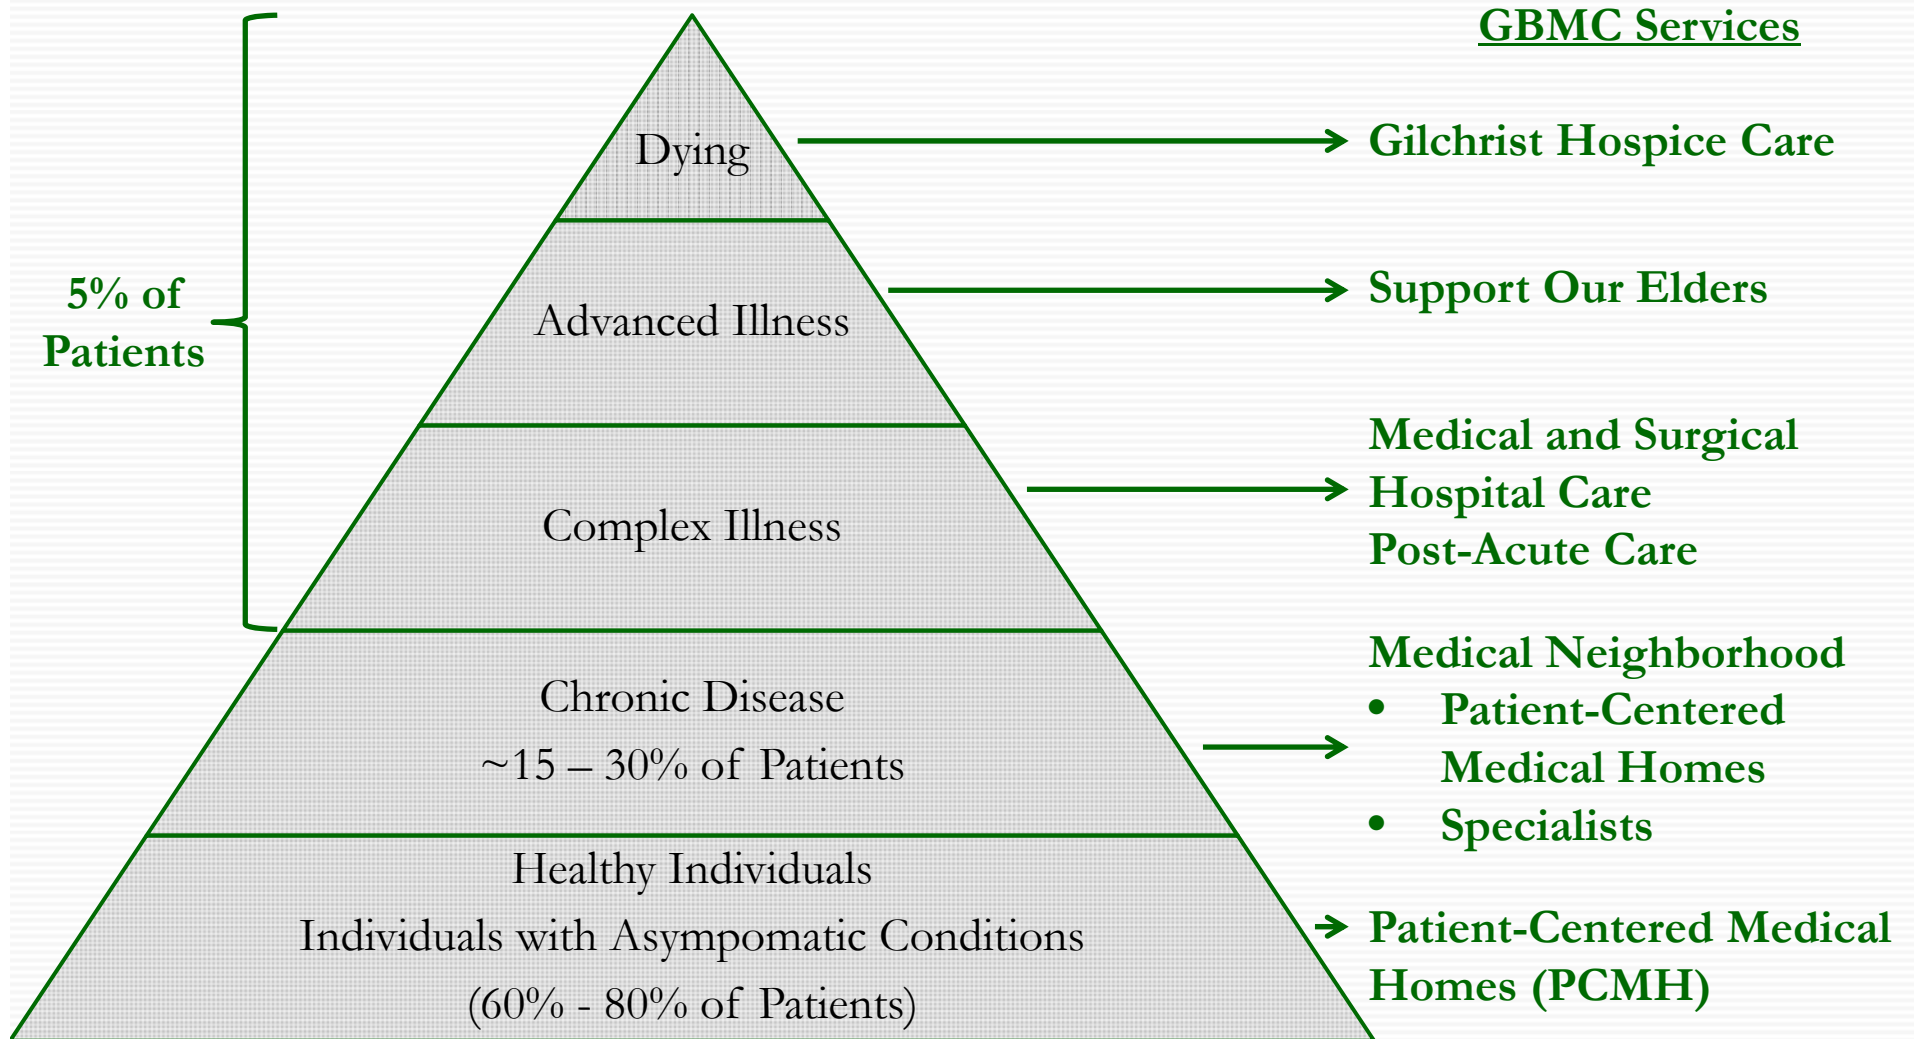 GBMC Services
Dying
Gilchrist Hospice Care
5% of
Patients
Advanced Illness
Support Our Elders
Complex Illness
Medical and Surgical
Hospital Care
Post-Acute Care
Chronic Disease
~15 – 30% of Patients
Medical Neighborhood
• Patient-Centered
Medical Homes
• Specialists
Healthy Individuals
Individuals with Asympomatic Conditions
(60% - 80% of Patients)
Patient-Centered Medical
Homes (PCMH)